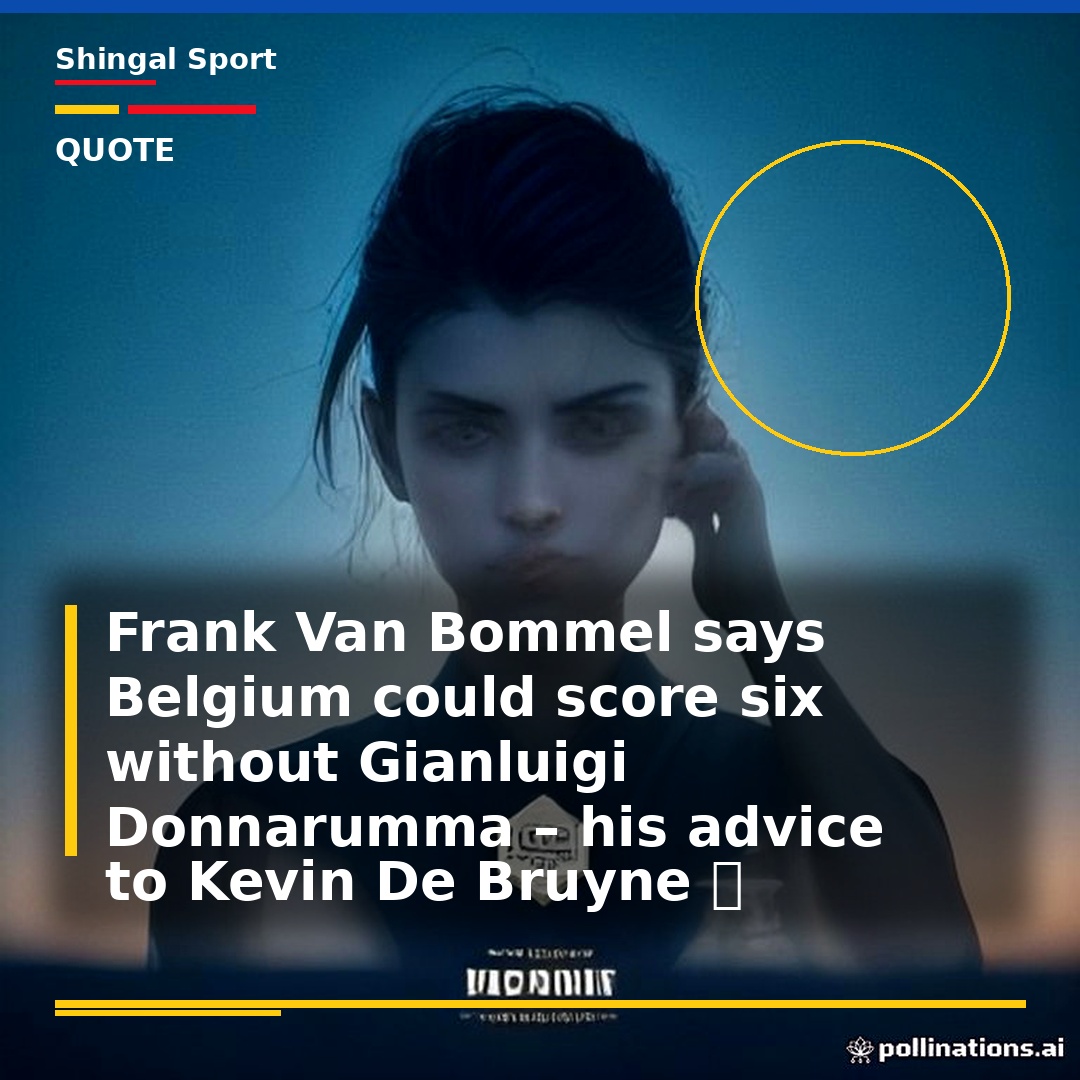 Shingal Sport
QUOTE
Frank Van Bommel says
Belgium could score six
without Gianluigi
Donnarumma – his advice
to Kevin De Bruyne
pollinations.ai